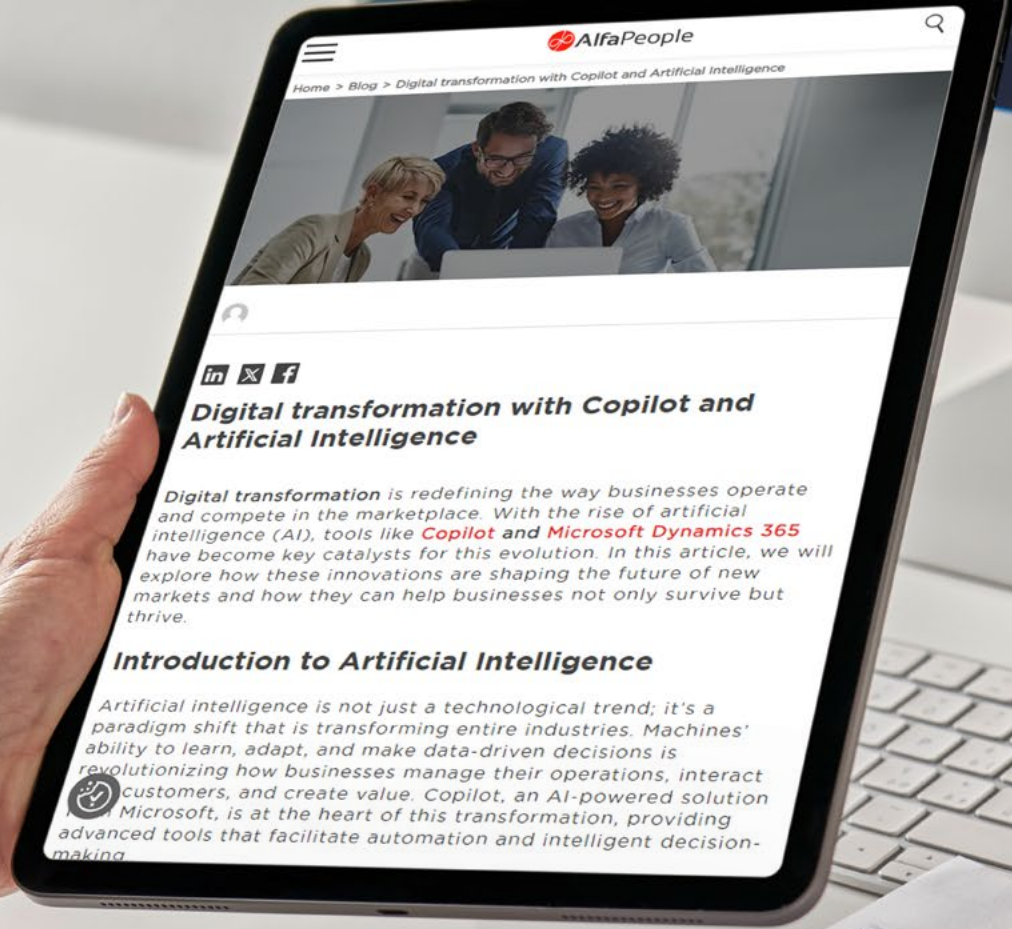 AlfaPeople
Home > Blog > Digital transformation with Copilot and Artificial Intelligence
in X f
Digital transformation with Copilot and
Artificial Intelligence
Digital transformation is redefining the way businesses operate
and compete in the marketplace. With the rise of artificial
intelligence (AI), tools like Copilot and Microsoft Dynamics 365
have become key catalysts for this evolution. In this article, we will
explore how these innovations are shaping the future of new
markets and how they can help businesses not only survive but
thrive.
Introduction to Artificial Intelligence
Artificial intelligence is not just a technological trend; it's a
paradigm shift that is transforming entire industries. Machines'
ability to learn, adapt, and make data-driven decisions is
revolutionizing how businesses manage their operations, interact
customers, and create value. Copilot, an AI-powered solution
Microsoft, is at the heart of this transformation, providing
advanced tools that facilitate automation and intelligent decision-
making